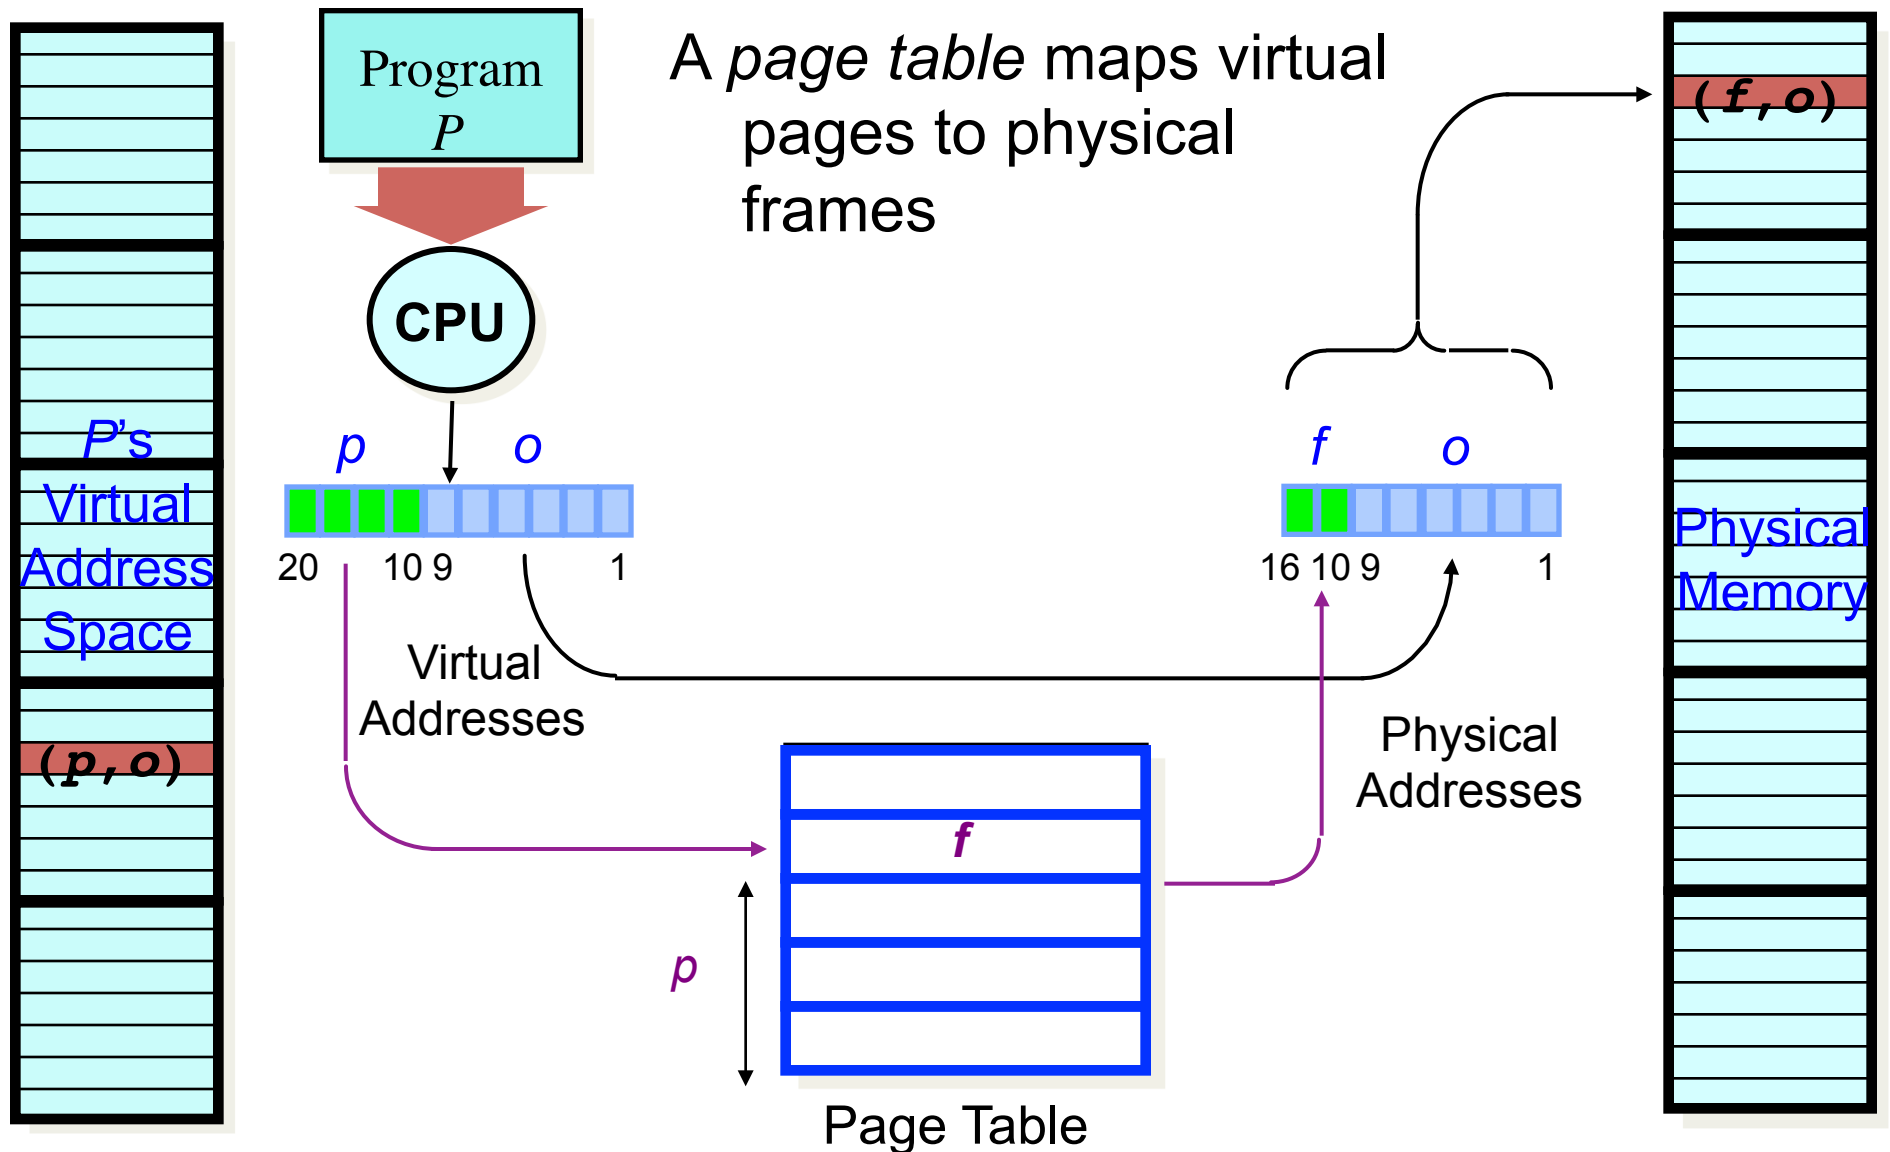 Program
P
A page table maps virtual
pages to physical
frames
(f,o)
CPU
P's
Virtual
Address
Space
p o
20 10 9 1
f o
16 10 9 1
Physical
Memory
Virtual
Addresses
Physical
Addresses
(p,o)
f
p
Page Table